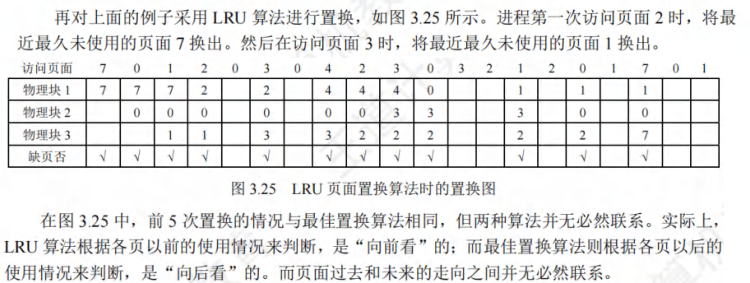 再对上面的例子采用 LRU 算法进行置换，如图 3.25 所示。进程第一次访问页面 2 时，将最
近最久未使用的页面 7 换出。然后在访问页面 3 时，将最近最久未使用的页面 1 换出。
访问页面 7 0 1 2 0 3 0 4 2 3 0 3 2 1 2 0 1 7 0 1
物理块 1 7 7 7 2 2 4 4 4 0 1 1 1
物理块 2 0 0 0 0 0 0 3 3 3 0 0
物理块 3 1 1 3 3 2 2 2 2 2 7
缺页否 √ √ √ √ √ √ √ √ √ √ √ √
图 3.25 LRU 页面置换算法时的置换图
在图 3.25 中，前 5 次置换的情况与最佳置换算法相同，但两种算法并无必然联系。实际上，
LRU 算法根据各页以前的使用情况来判断，是“向前看”的；而最佳置换算法则根据各页以后的
使用情况来判断，是“向后看”的。而页面过去和未来的走向之间并无必然联系。